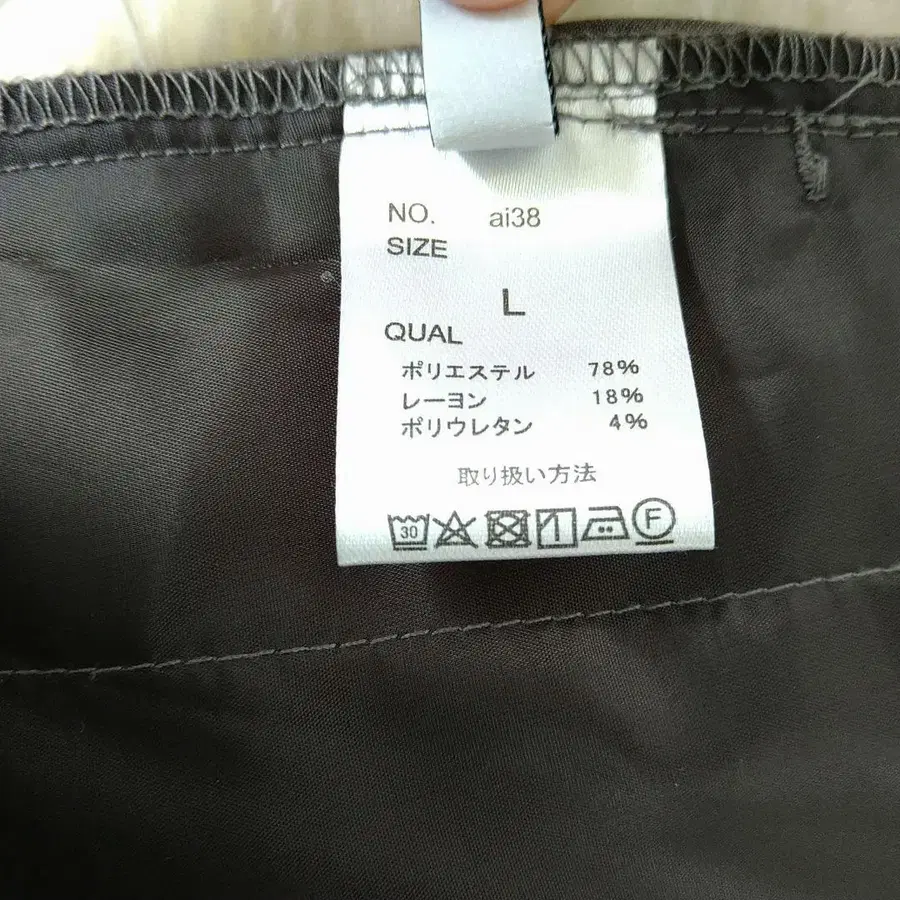 NO. ai38
SIZE
L
QUAL
ポリエステル 78%
レーヨン 18%
ポリウレタン 4%
取り扱い方法
30 F